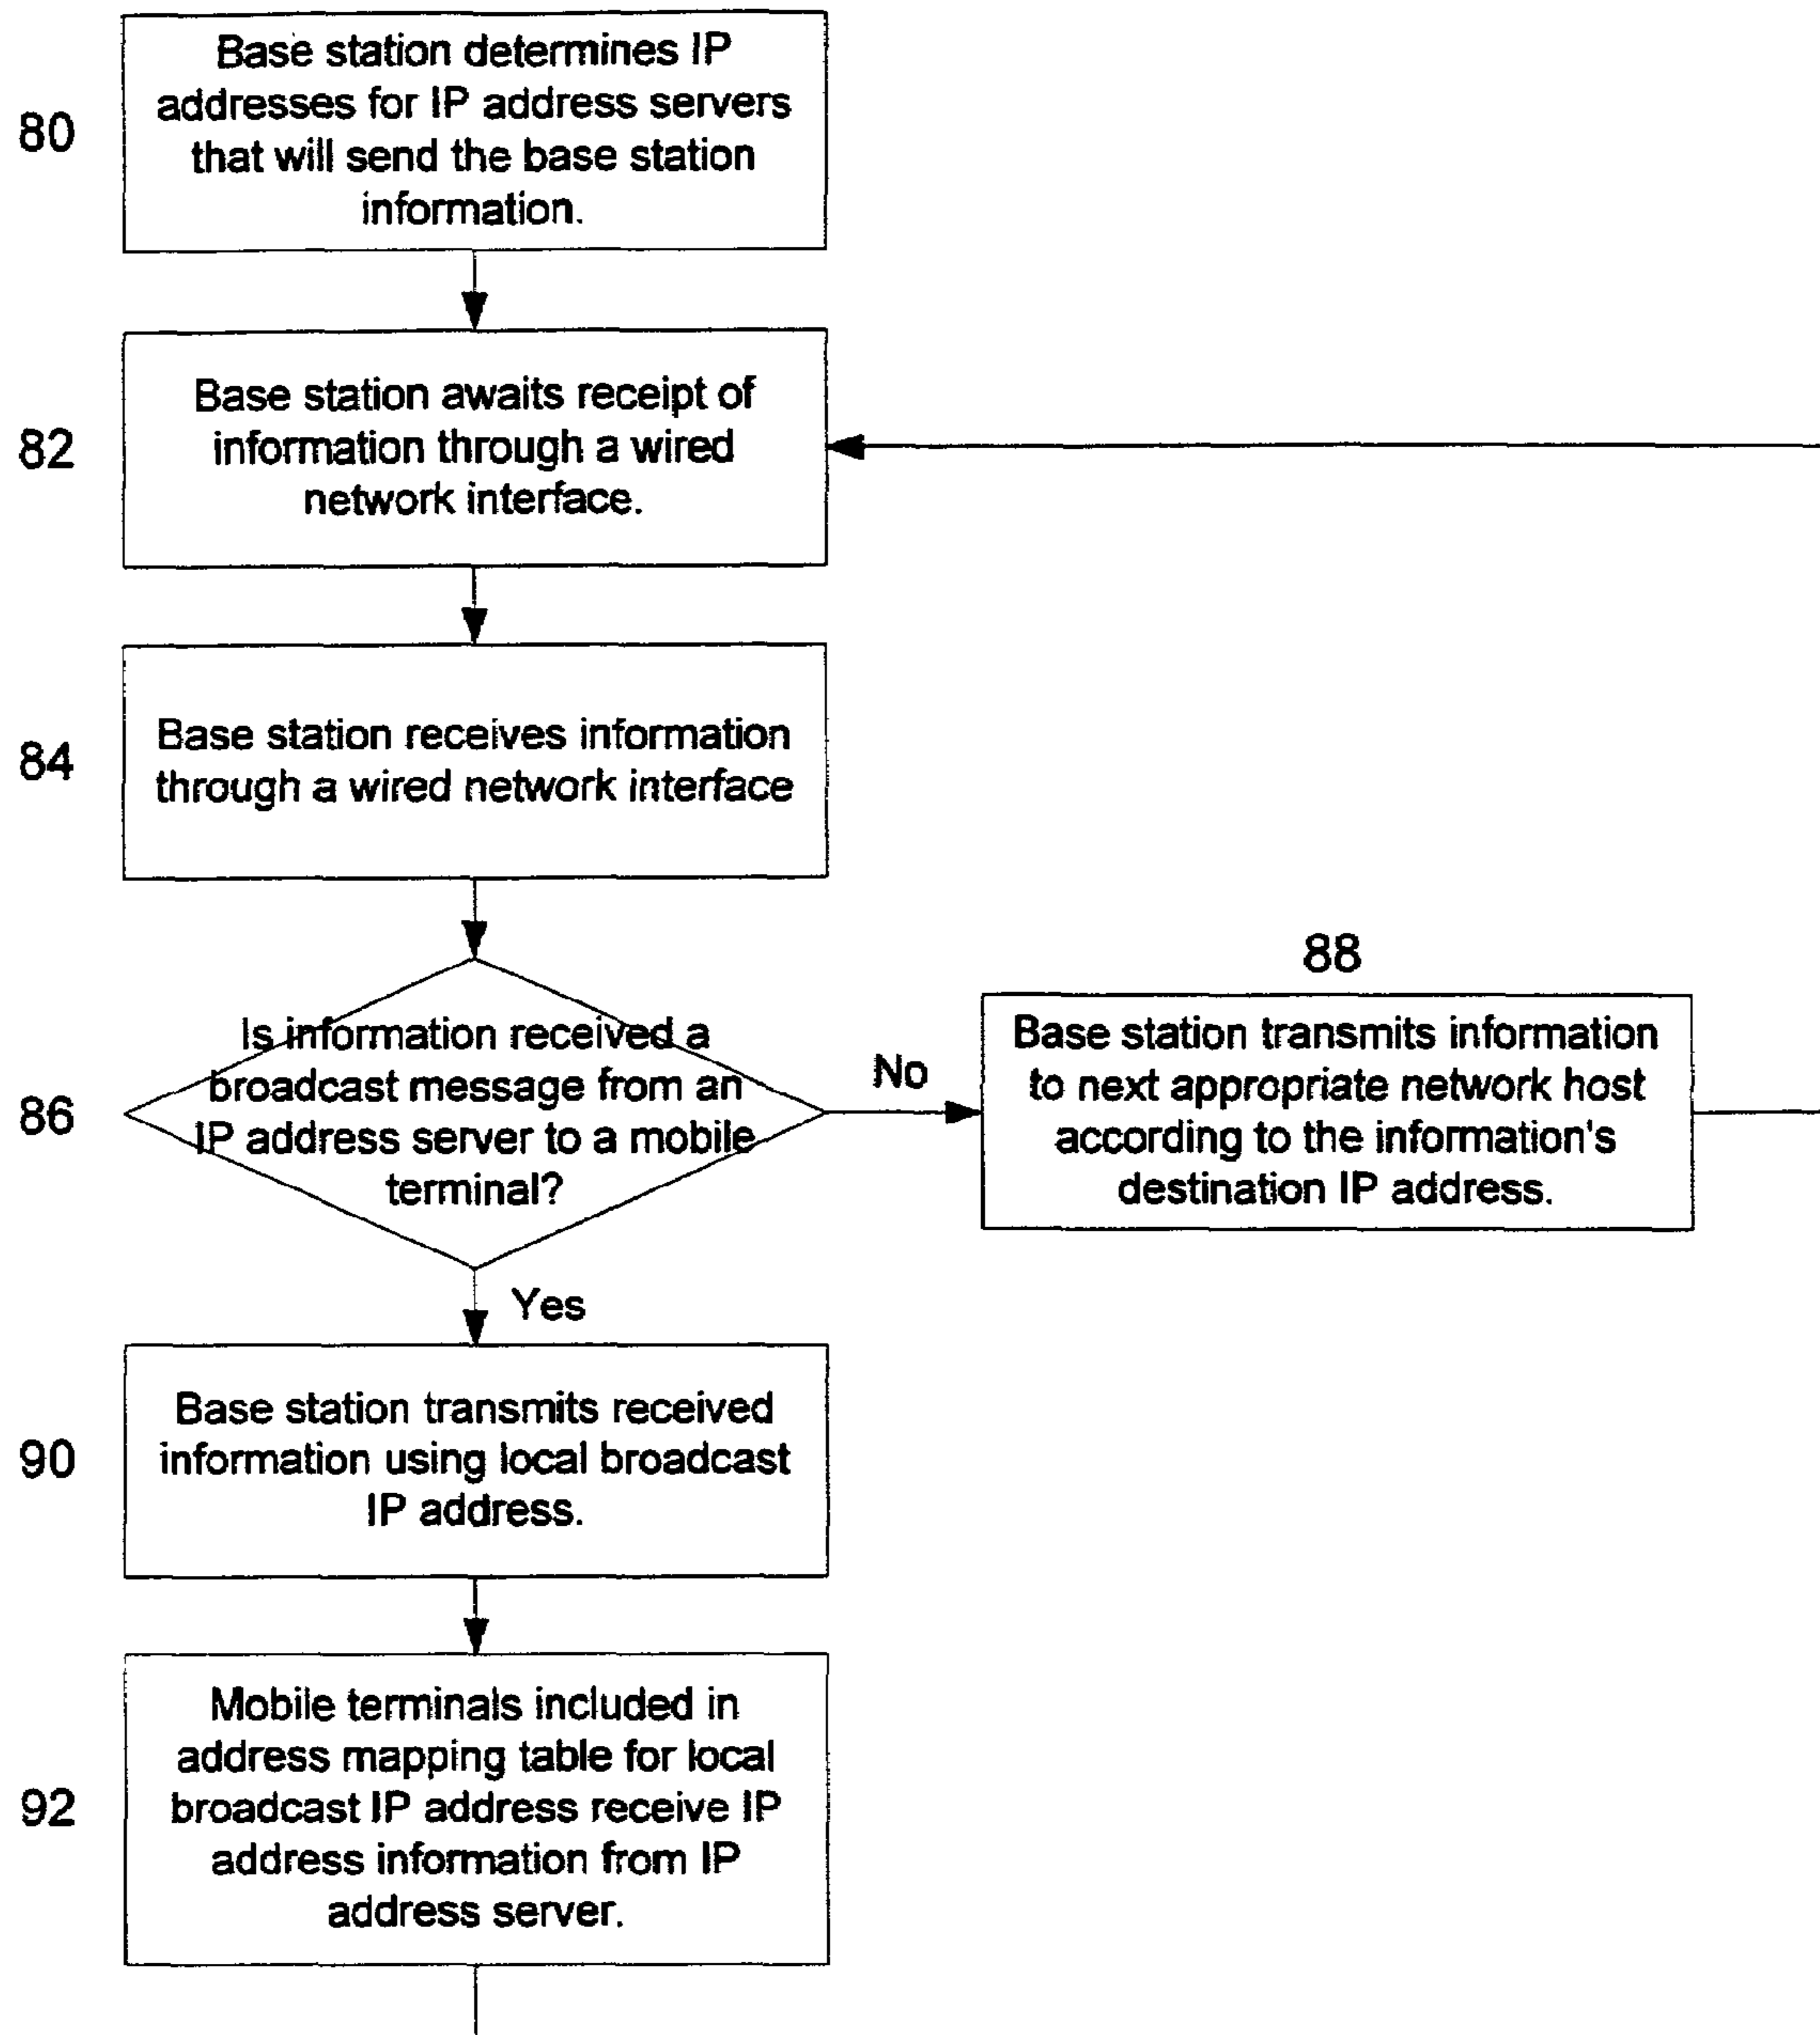 80
Base station determines IP
addresses for IP address servers
that will send the base station
information.
82
Base station awaits receipt of
information through a wired
network interface.
84
Base station receives information
through a wired network interface
86
Is information received a
broadcast message from an
IP address server to a mobile
terminal?
No
88
Base station transmits information
to next appropriate network host
according to the information's
destination IP address.
Yes
90
Base station transmits received
information using local broadcast
IP address.
92
Mobile terminals included in
address mapping table for local
broadcast IP address receive IP
address information from IP
address server.